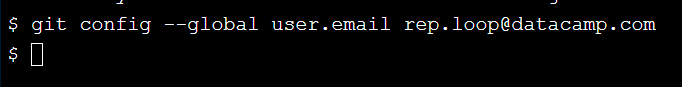 $ git config --global user.email rep.loop@datacamp.com
$